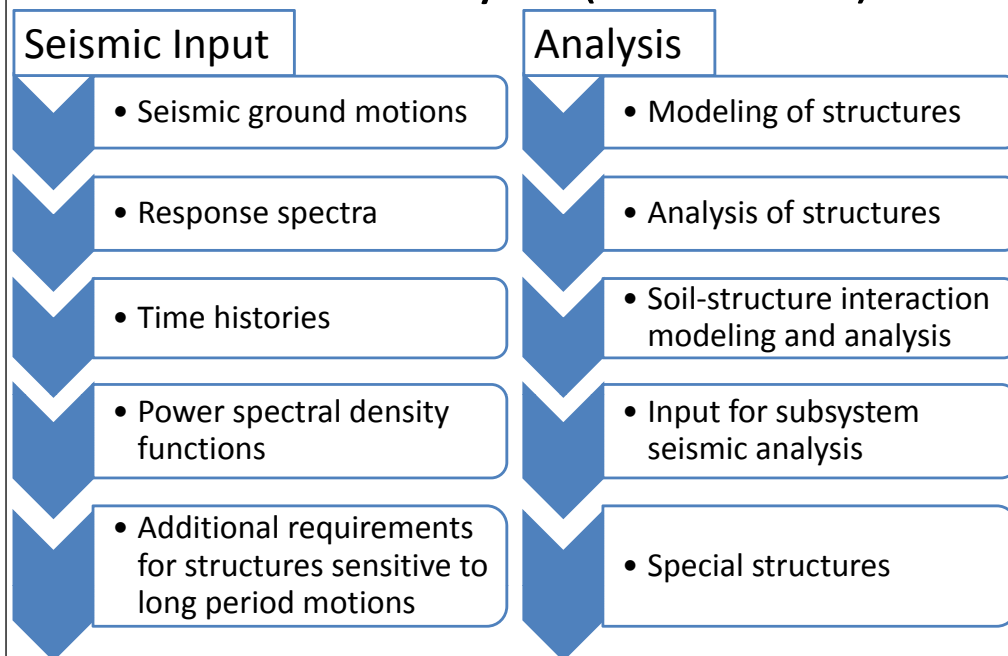 Seismic Input
• Seismic ground motions
• Response spectra
• Time histories
• Power spectral density
functions
• Additional requirements
for structures sensitive to
long period motions
Analysis
• Modeling of structures
• Analysis of structures
• Soil-structure interaction
modeling and analysis
• Input for subsystem
seismic analysis
• Special structures